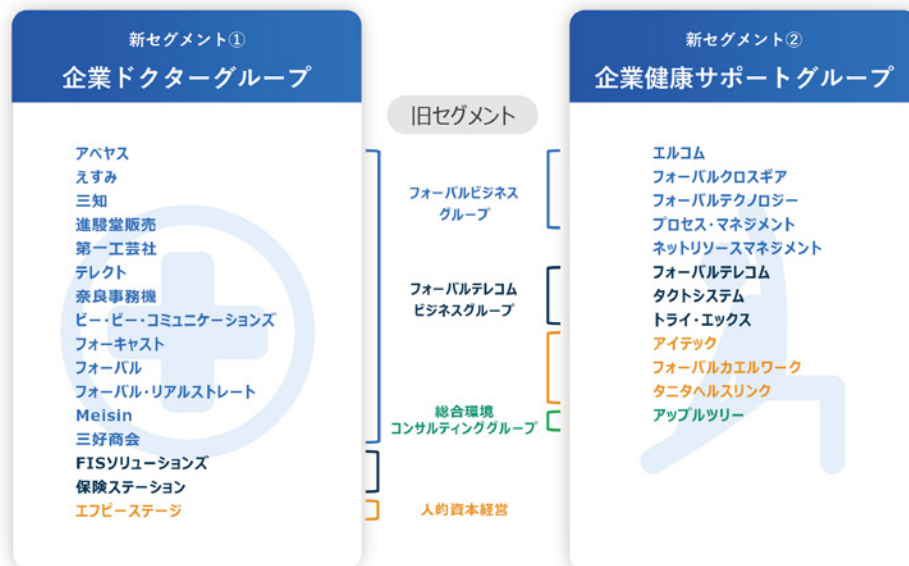 新セグメント①
企業ドクターグループ
アベヤス
えすみ
三知
進駸堂販売
第一工芸社
テレクト
奈良事務機
ビー・ビー・コミュニケーションズ
フォーキャスト
フォーバル
フォーバル・リアルストレート
Meisin
三好商会
FISソリューションズ
保険ステーション
エフピーステージ
旧セグメント
フォーバルビジネス
グループ
フォーバルテレコム
ビジネスグループ
総合環境
コンサルティンググループ
人的資本経営
新セグメント②
企業健康サポートグループ
エルコム
フォーバルクロスギア
フォーバルテクノロジー
プロセス・マネジメント
ネットリソースマネジメント
フォーバルテレコム
タクトシステム
トライ・エックス
アイテック
フォーバルカエルワーク
タニタヘルスリンク
アップルツリー